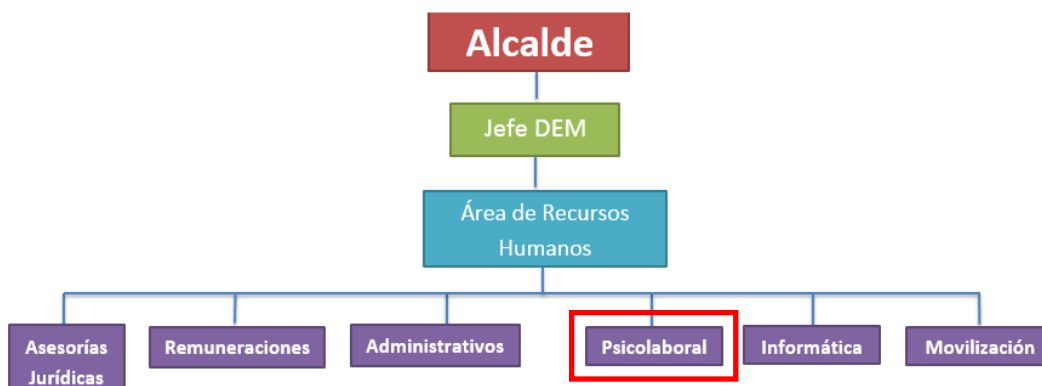 Alcalde
Jefe DEM
Área de Recursos
Humanos
Asesorías
Jurídicas
Remuneraciones
Administrativos
Psicolaboral
Informática
Movilización